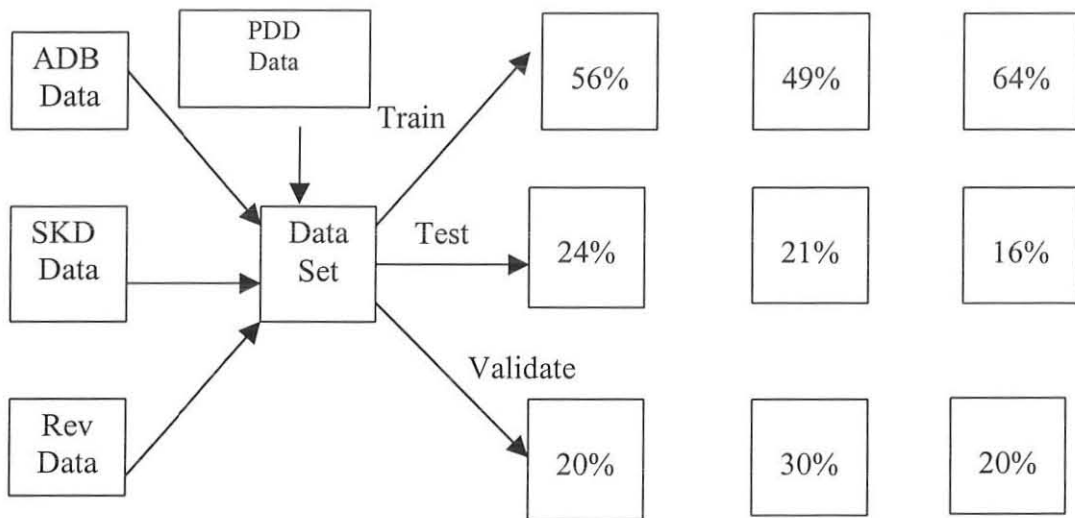 ADB
Data
PDD
Data
Train
56%
49%
64%
SKD
Data
Data
Set
Test
24%
21%
16%
Validate
Rev
Data
20%
30%
20%